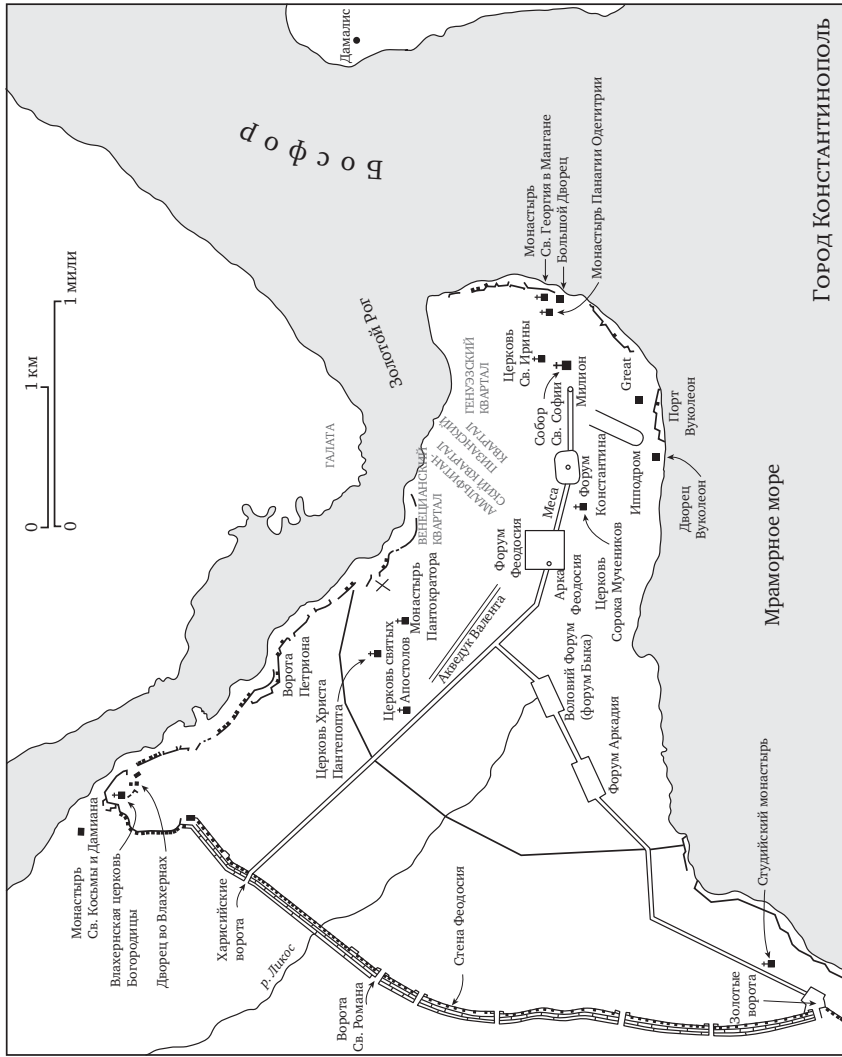 Дамалис
Босфор
Золотой Рог
ГАЛАТА
1 мили
1 км
0
0
Монастырь
Св. Георгия в Мангане
Большой Дворец
Монастырь Панагии Одегитрии
Церковь
Св. Ирины
Собор
Св. Софии
Милион
Great
Порт
Вуколеон
Дворец
Вуколеон
Ипподром
ГЕНУЭЗСКИЙ
КВАРТАЛ
ПИЗАНСКИЙ
КВАРТАЛ
АМАЛЬФИТАН-
СКИЙ КВАРТАЛ
ВЕНЕЦИАНСКИЙ
КВАРТАЛ
Меса
Форум
Константина
Форум
Феодосия
Арка
Феодосия
Церковь
Сорока Мучеников
Монастырь
Пантократора
Церковь святых
Апостолов
Акведук Валента
Ворота
Петриона
Церковь Христа
Пантепопта
Воловий Форум
(форум Быка)
Форум Аркадия
Монастырь
Св. Косьмы и Дамиана
Влахернская церковь
Богородицы
Дворец во Влахернах
Харисийские
ворота
р. Ликос
Ворота
Св. Романа
Стена Феодосия
Студийский монастырь
Золотые
ворота
Мраморное море
Город Константинополь